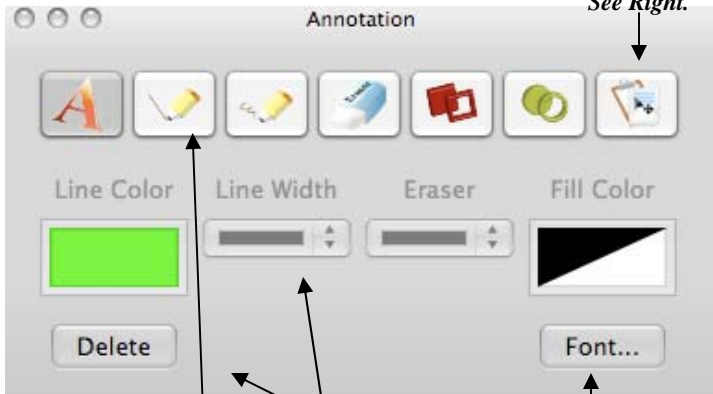 See Right.
Annotation
Line Color Line Width Eraser Fill Color
Delete Font...